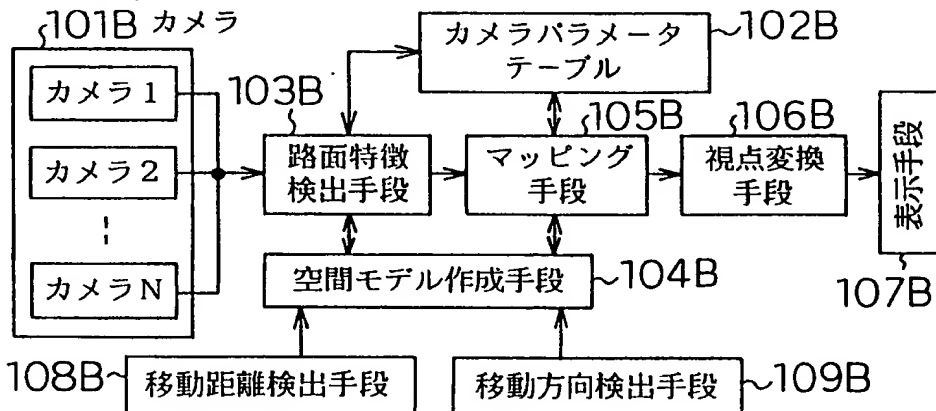 101B カメラ
カメラ1
カメラ2
カメラN
103B
路面特徴
検出手段
カメラパラメータ
テーブル
102B
105B
マッピング
手段
106B
視点変換
手段
表示手段
107B
空間モデル作成手段
104B
108B
移動距離検出手段
移動方向検出手段
109B